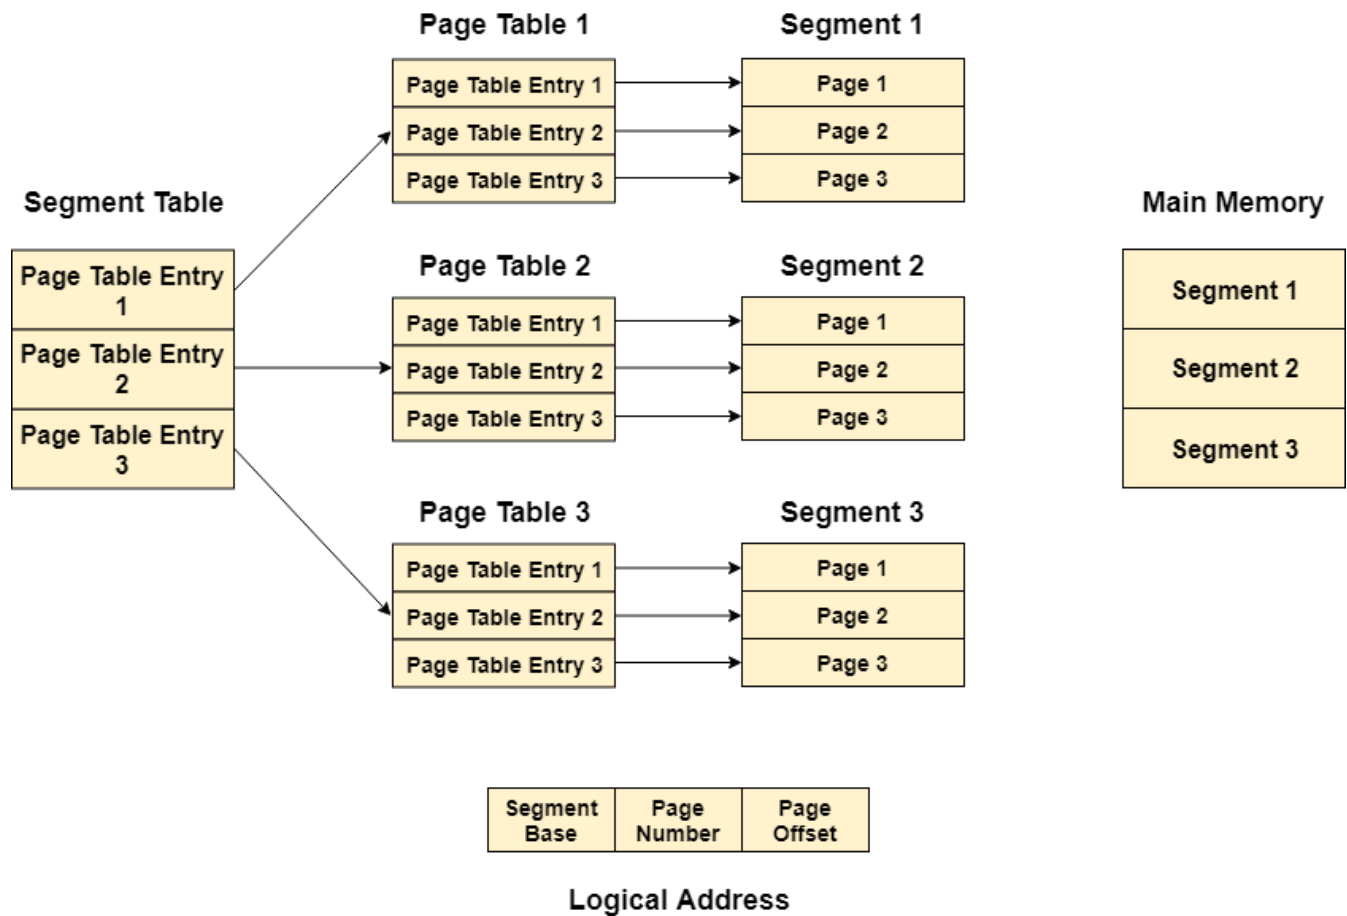 Page Table 1
Segment 1
Page Table Entry 1
Page 1
Page Table Entry 2
Page 2
Page Table Entry 3
Page 3
Segment Table
Page Table Entry
1
Page Table Entry
2
Page Table Entry
3
Page Table 2
Segment 2
Page Table Entry 1
Page 1
Page Table Entry 2
Page 2
Page Table Entry 3
Page 3
Main Memory
Segment 1
Segment 2
Segment 3
Page Table 3
Segment 3
Page Table Entry 1
Page 1
Page Table Entry 2
Page 2
Page Table Entry 3
Page 3
Segment
Base
Page
Number
Page
Offset
Logical Address